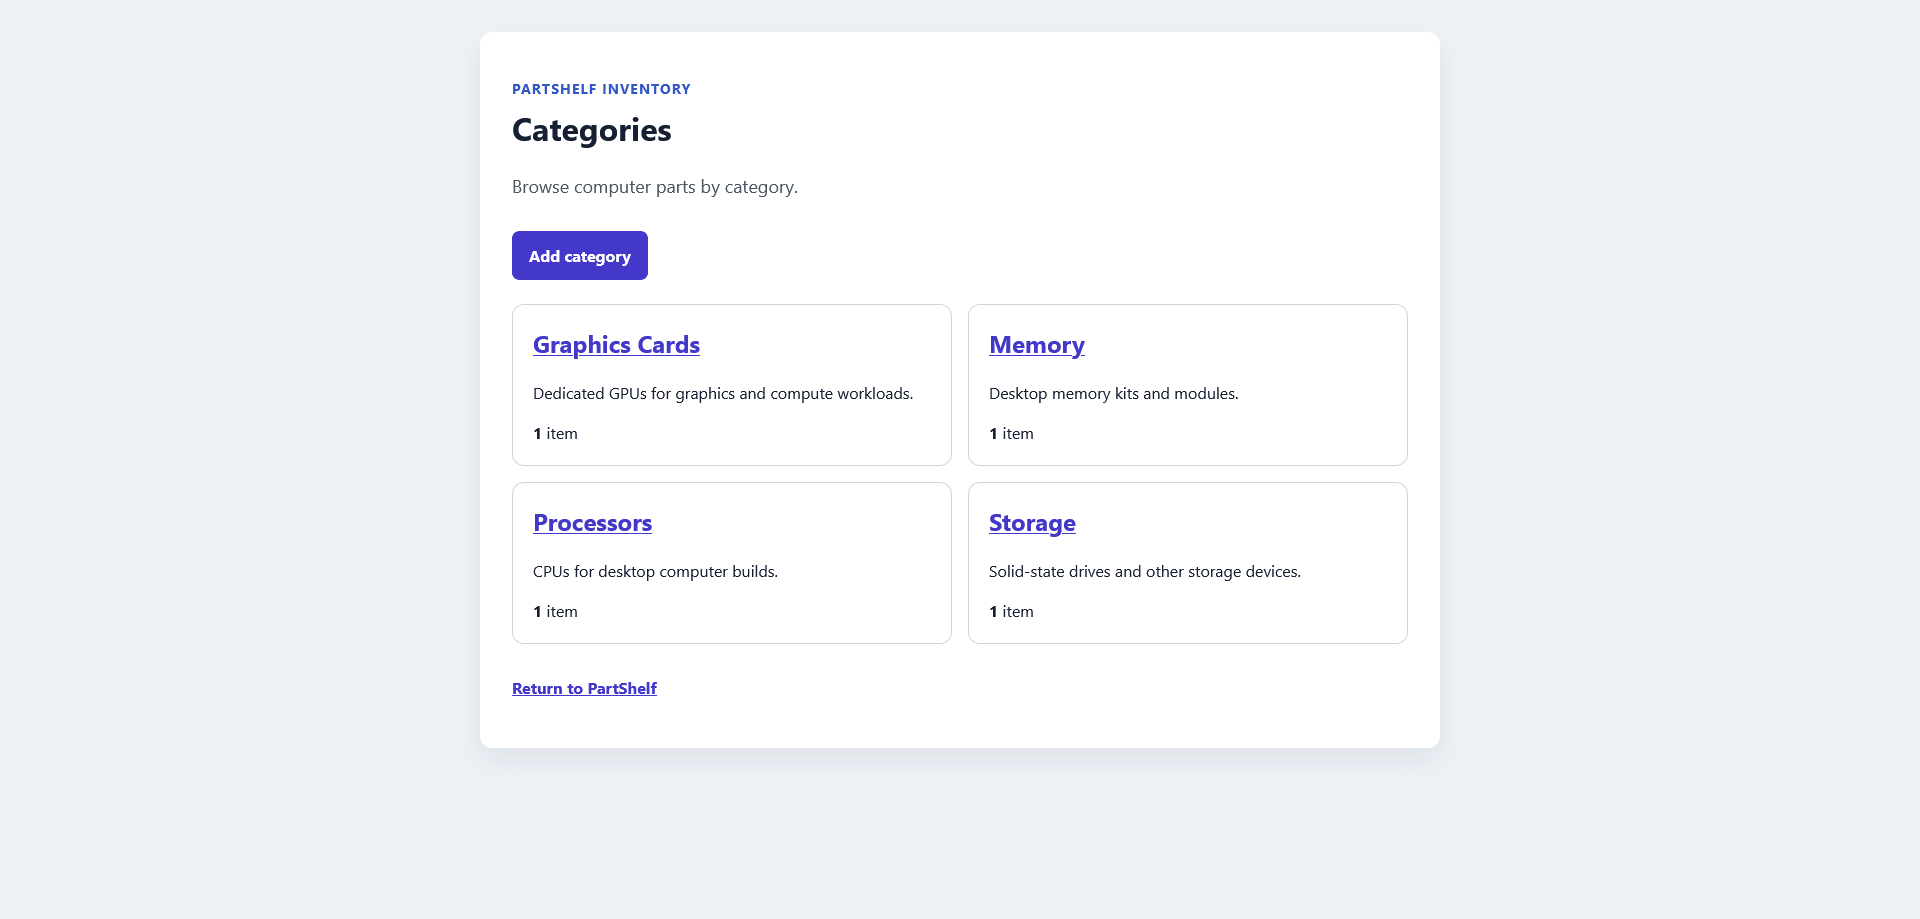 PARTSHELF INVENTORY
Categories
Browse computer parts by category.
Add category
Graphics Cards
Dedicated GPUs for graphics and compute workloads.
1 item
Memory
Desktop memory kits and modules.
1 item
Processors
CPUs for desktop computer builds.
1 item
Storage
Solid-state drives and other storage devices.
1 item
Return to PartShelf